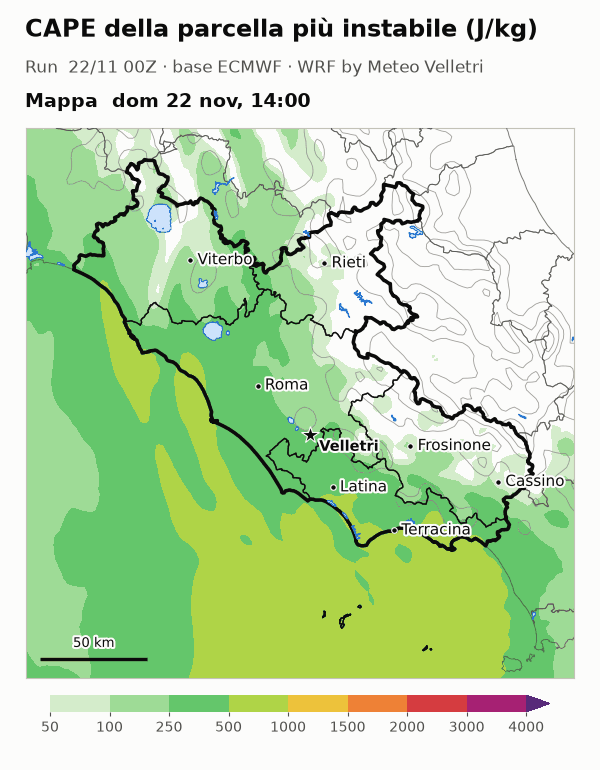 CAPE della parcella più instabile (J/kg)
Run  22/11 00Z · base ECMWF · WRF by Meteo Velletri
Mappa  dom 22 nov, 14:00
Viterbo
Rieti
Roma
Velletri
Frosinone
Cassino
Latina
Terracina
50 km
50 100 250 500 1000 1500 2000 3000 4000